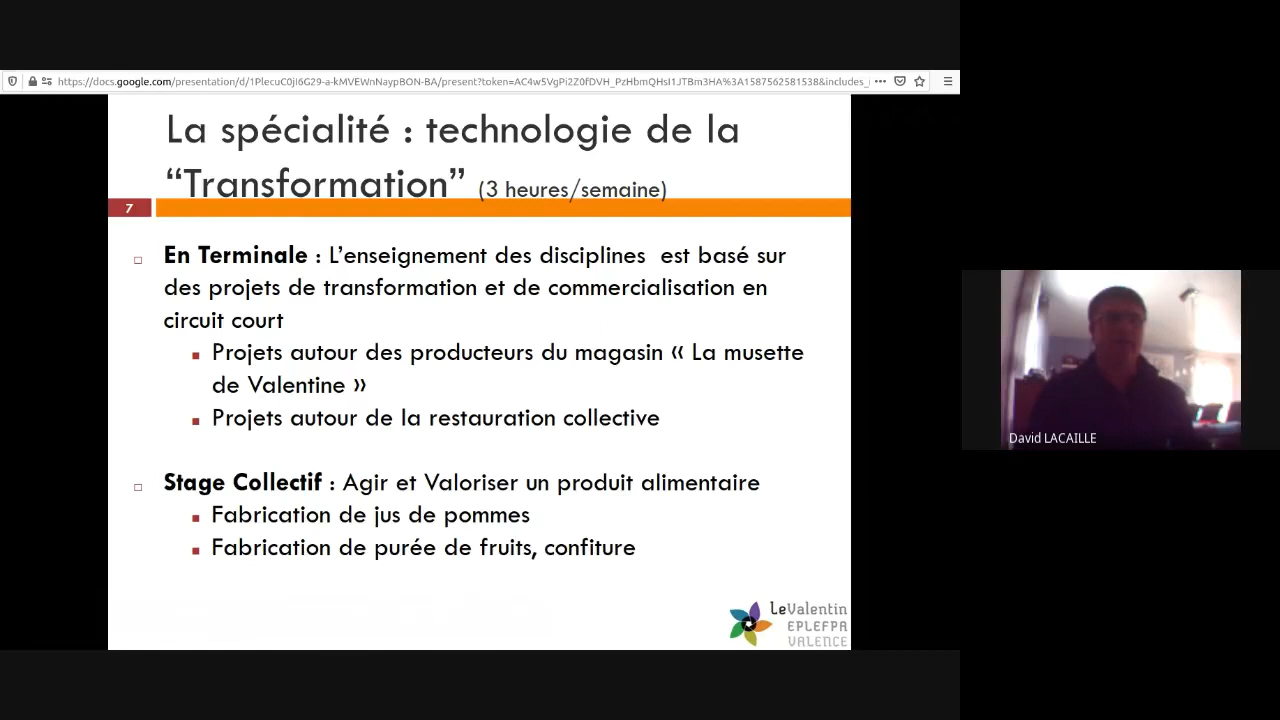 https://docs.google.com/presentation/d/1PlecuC0jI6G29-a-kMVEWnNaypBON-BA/present?token=AC4w5VgPi2Z0fDVH_PzHbmQHsI1JTBm3HA%3A1587562581538&includes_
La spécialité : technologie de la
“Transformation” (3 heures/semaine)
7
En Terminale : L’enseignement des disciplines est basé sur
des projets de transformation et de commercialisation en
circuit court
Projets autour des producteurs du magasin « La musette
de Valentine »
Projets autour de la restauration collective
Stage Collectif : Agir et Valoriser un produit alimentaire
Fabrication de jus de pommes
Fabrication de purée de fruits, confiture
LeValentin
EPLEFPA
VALENCE
David LACAILLE